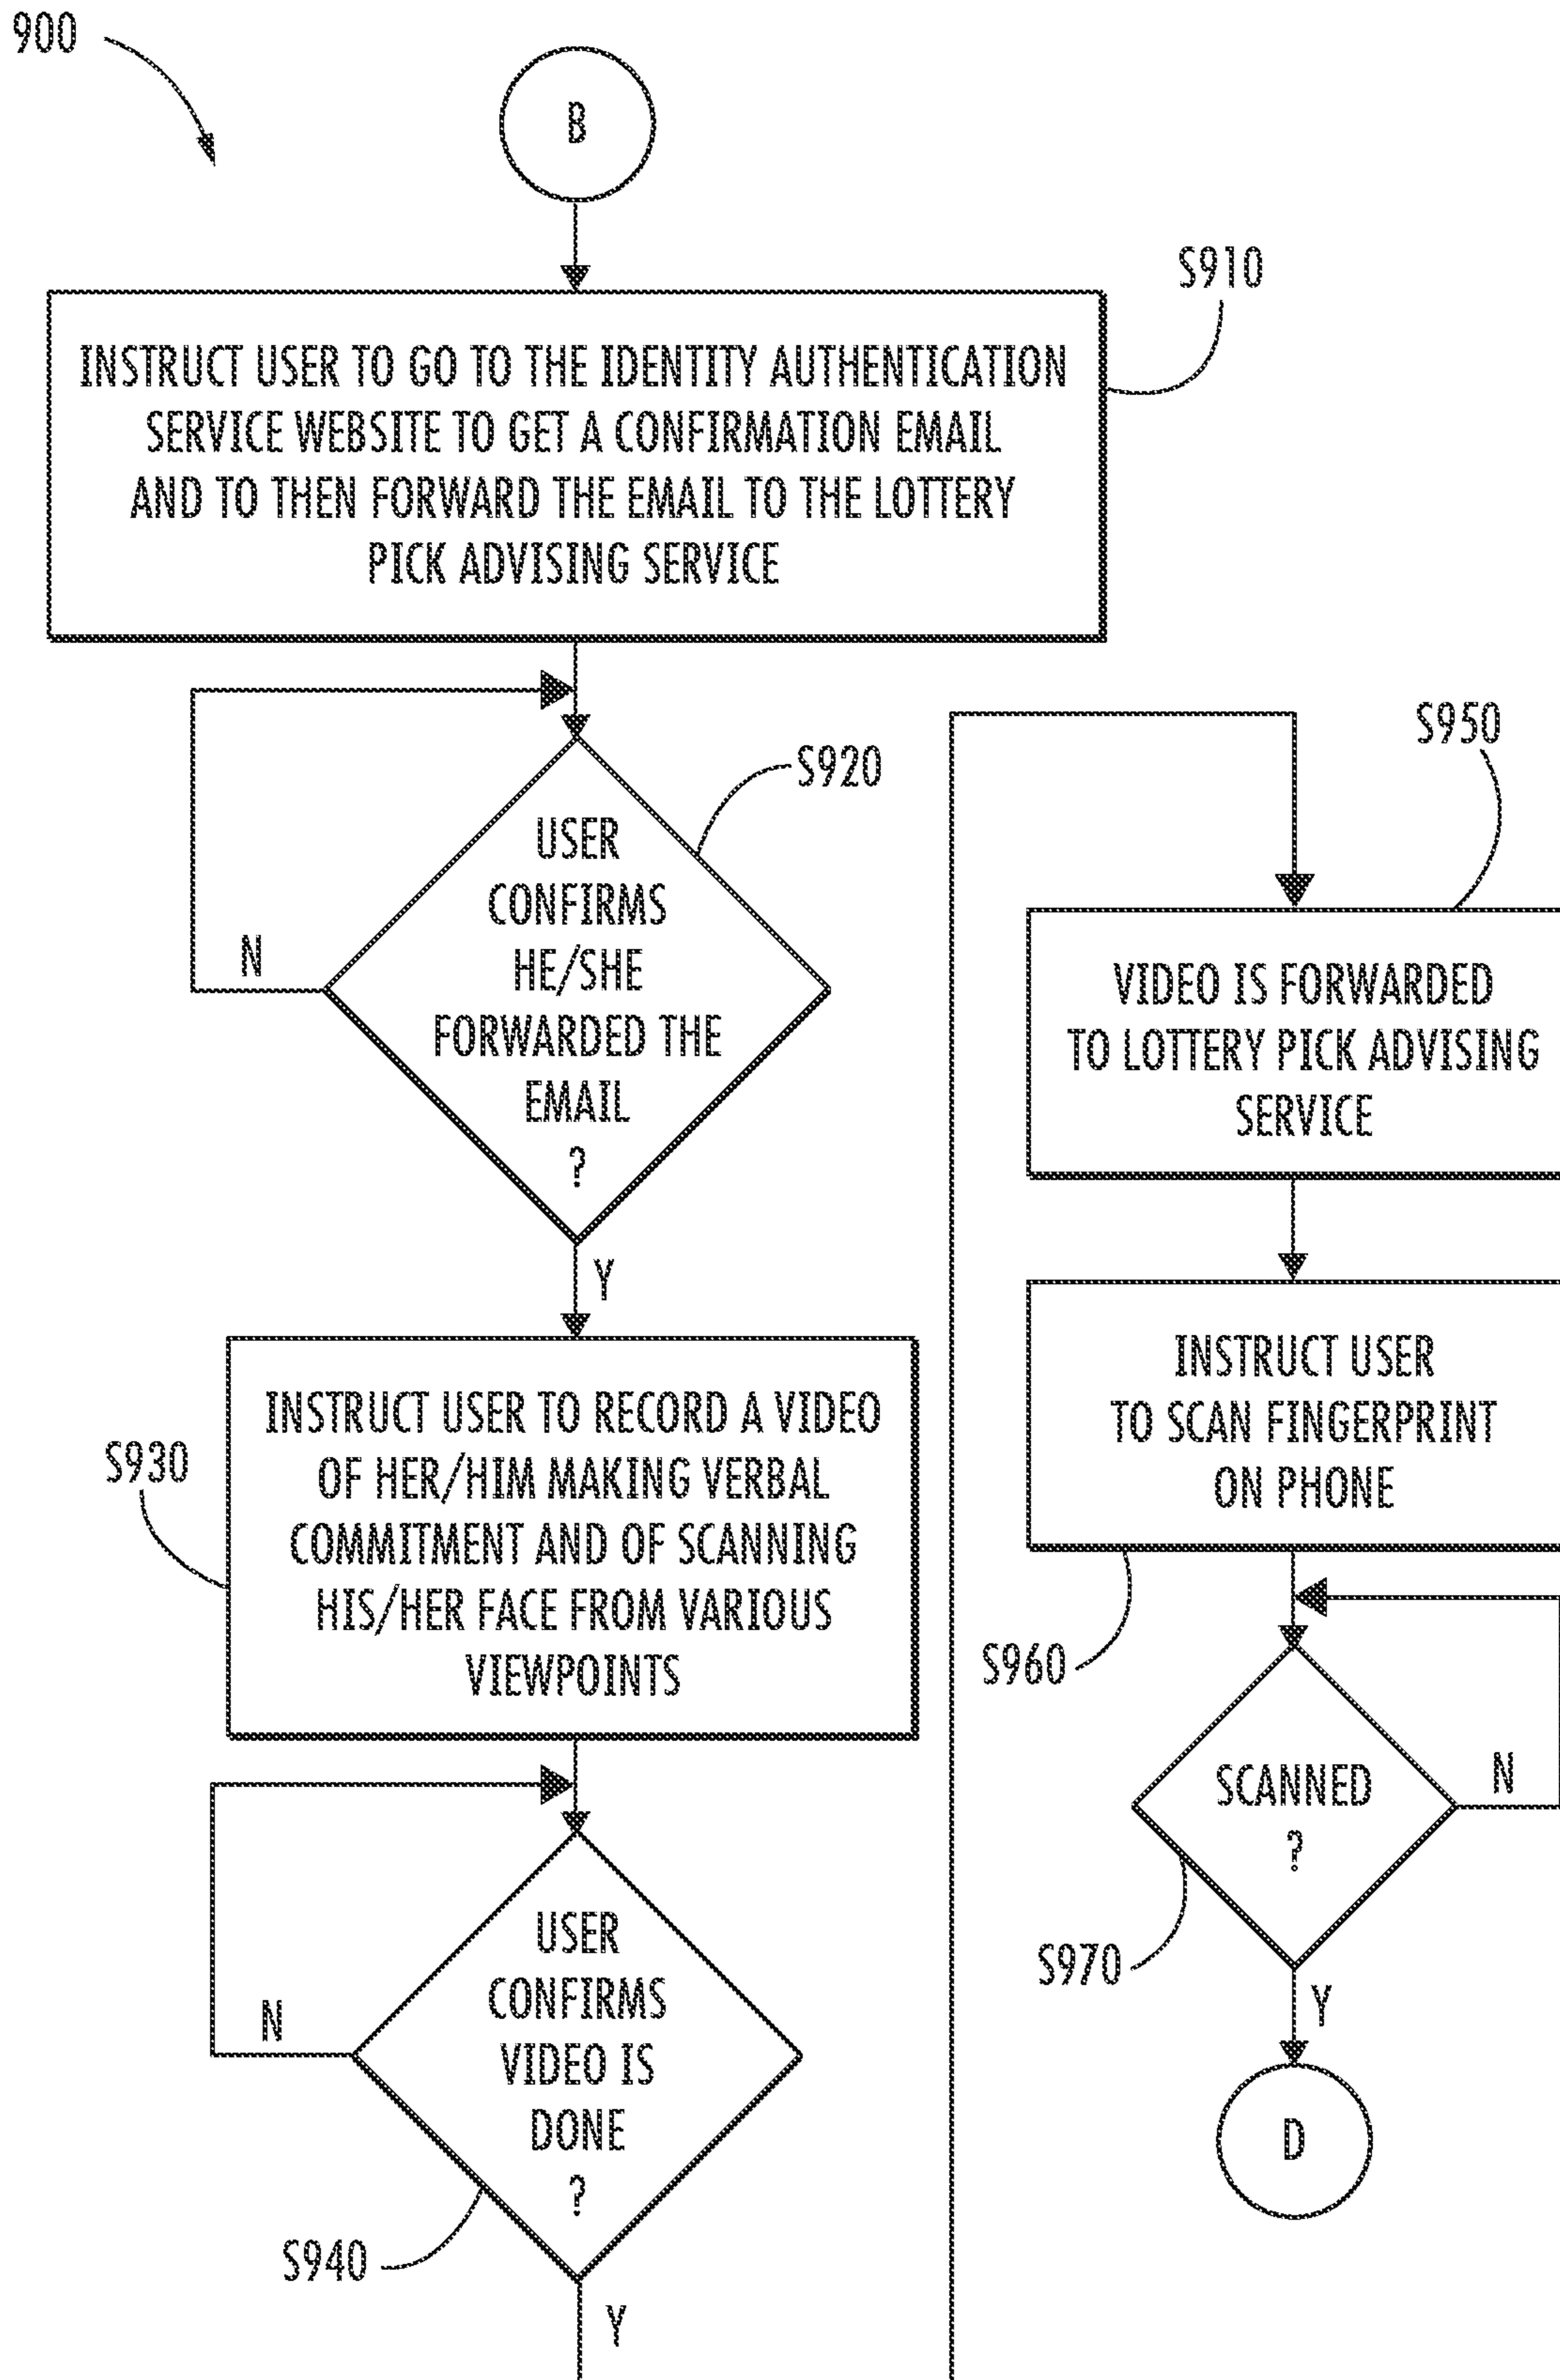 900
B
S910
INSTRUCT USER TO GO TO THE IDENTITY AUTHENTICATION
SERVICE WEBSITE TO GET A CONFIRMATION EMAIL
AND TO THEN FORWARD THE EMAIL TO THE LOTTERY
PICK ADVISING SERVICE
S920
USER
CONFIRMS
HE/SHE
FORWARDED THE
EMAIL
?
N
Y
S930
INSTRUCT USER TO RECORD A VIDEO
OF HER/HIM MAKING VERBAL
COMMITMENT AND OF SCANNING
HIS/HER FACE FROM VARIOUS
VIEWPOINTS
USER
CONFIRMS
VIDEO IS
DONE
?
N
S940
Y
S950
VIDEO IS FORWARDED
TO LOTTERY PICK ADVISING
SERVICE
INSTRUCT USER
TO SCAN FINGERPRINT
ON PHONE
S960
SCANNED
?
N
S970
Y
D